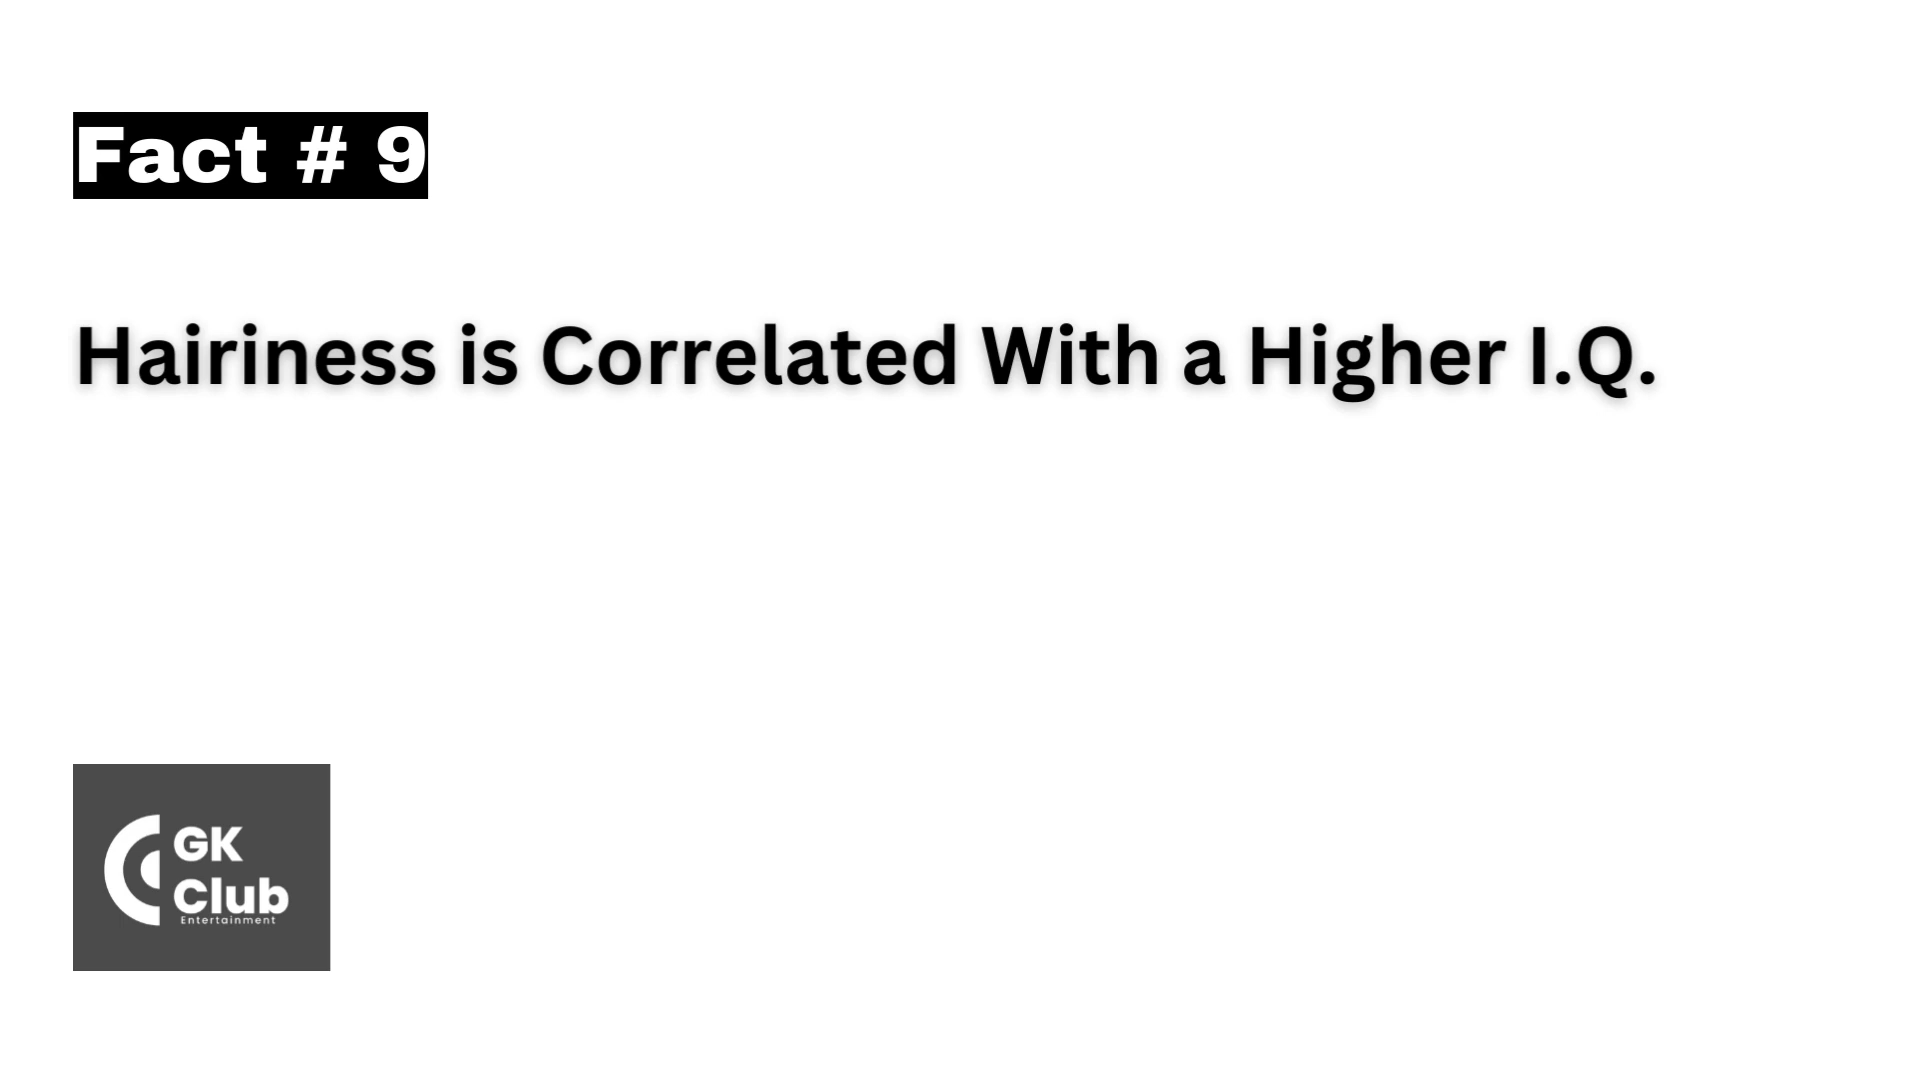 Fact # 9
Hairiness is Correlated With a Higher I.Q.
GK
Club
Entertainment